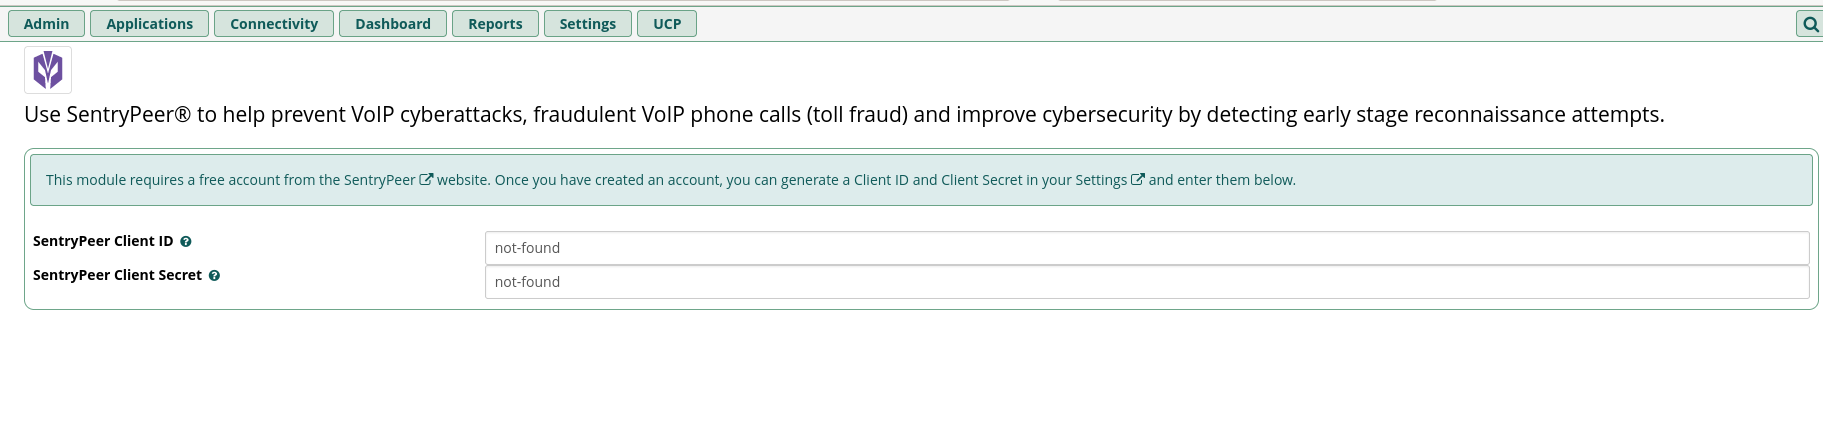 Admin Applications Connectivity Dashboard Reports Settings UCP
Use SentryPeer® to help prevent VoIP cyberattacks, fraudulent VoIP phone calls (toll fraud) and improve cybersecurity by detecting early stage reconnaissance attempts.
This module requires a free account from the SentryPeer website. Once you have created an account, you can generate a Client ID and Client Secret in your Settings and enter them below.
SentryPeer Client ID not-found
SentryPeer Client Secret not-found